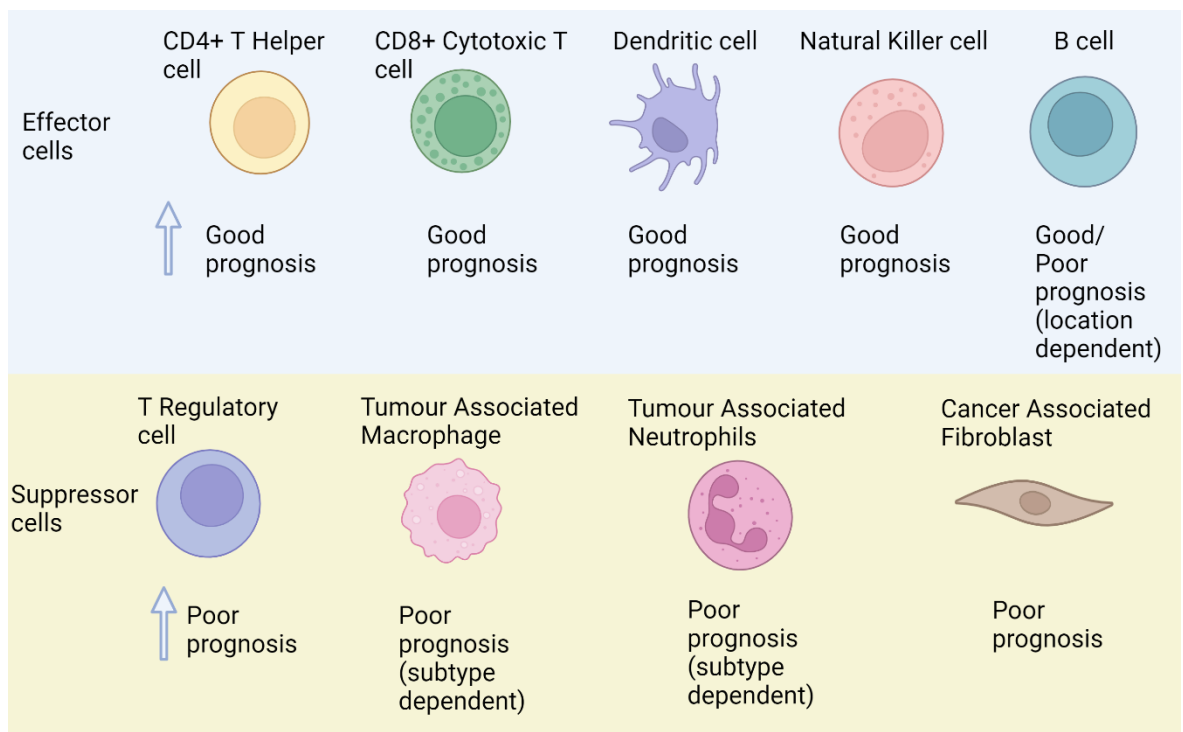 CD4+ T Helper
cell
CD8+ Cytotoxic T
cell
Dendritic cell
Natural Killer cell
B cell
Effector
cells
Good
prognosis
Good
prognosis
Good
prognosis
Good
prognosis
Good/
Poor
prognosis
(location
dependent)
T Regulatory
cell
Tumour Associated
Macrophage
Tumour Associated
Neutrophils
Cancer Associated
Fibroblast
Suppressor
cells
Poor
prognosis
Poor
prognosis
(subtype
dependent)
Poor
prognosis
(subtype
dependent)
Poor
prognosis